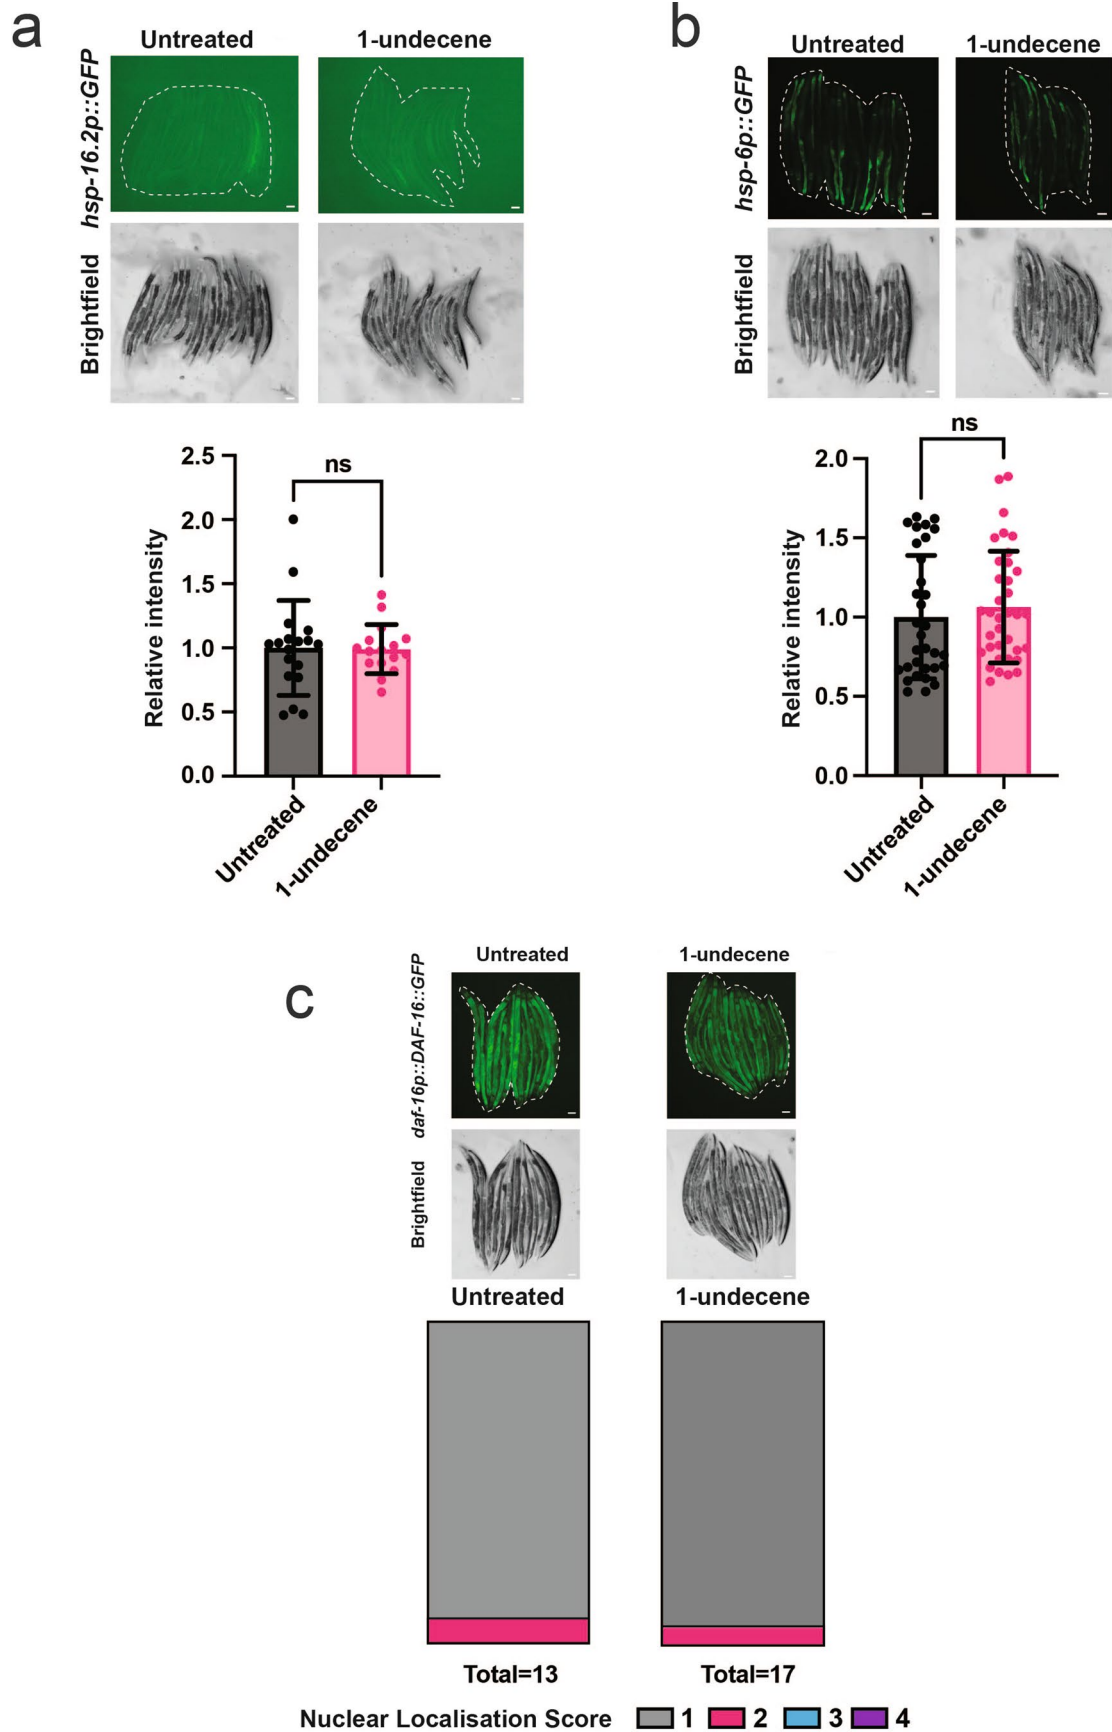 a
Untreated 1-undecene
hsp-16.2p::GFP
Brightfield
2.5
2.0
1.5
1.0
0.5
0.0
Relative intensity
ns
Untreated
1-undecene
b
Untreated 1-undecene
hsp-6p::GFP
Brightfield
2.0
1.5
1.0
0.5
0.0
Relative intensity
ns
Untreated
1-undecene
c
Untreated 1-undecene
daf-16p::DAF-16::GFP
Brightfield
Untreated 1-undecene
Total=13 Total=17
Nuclear Localisation Score 1 2 3 4